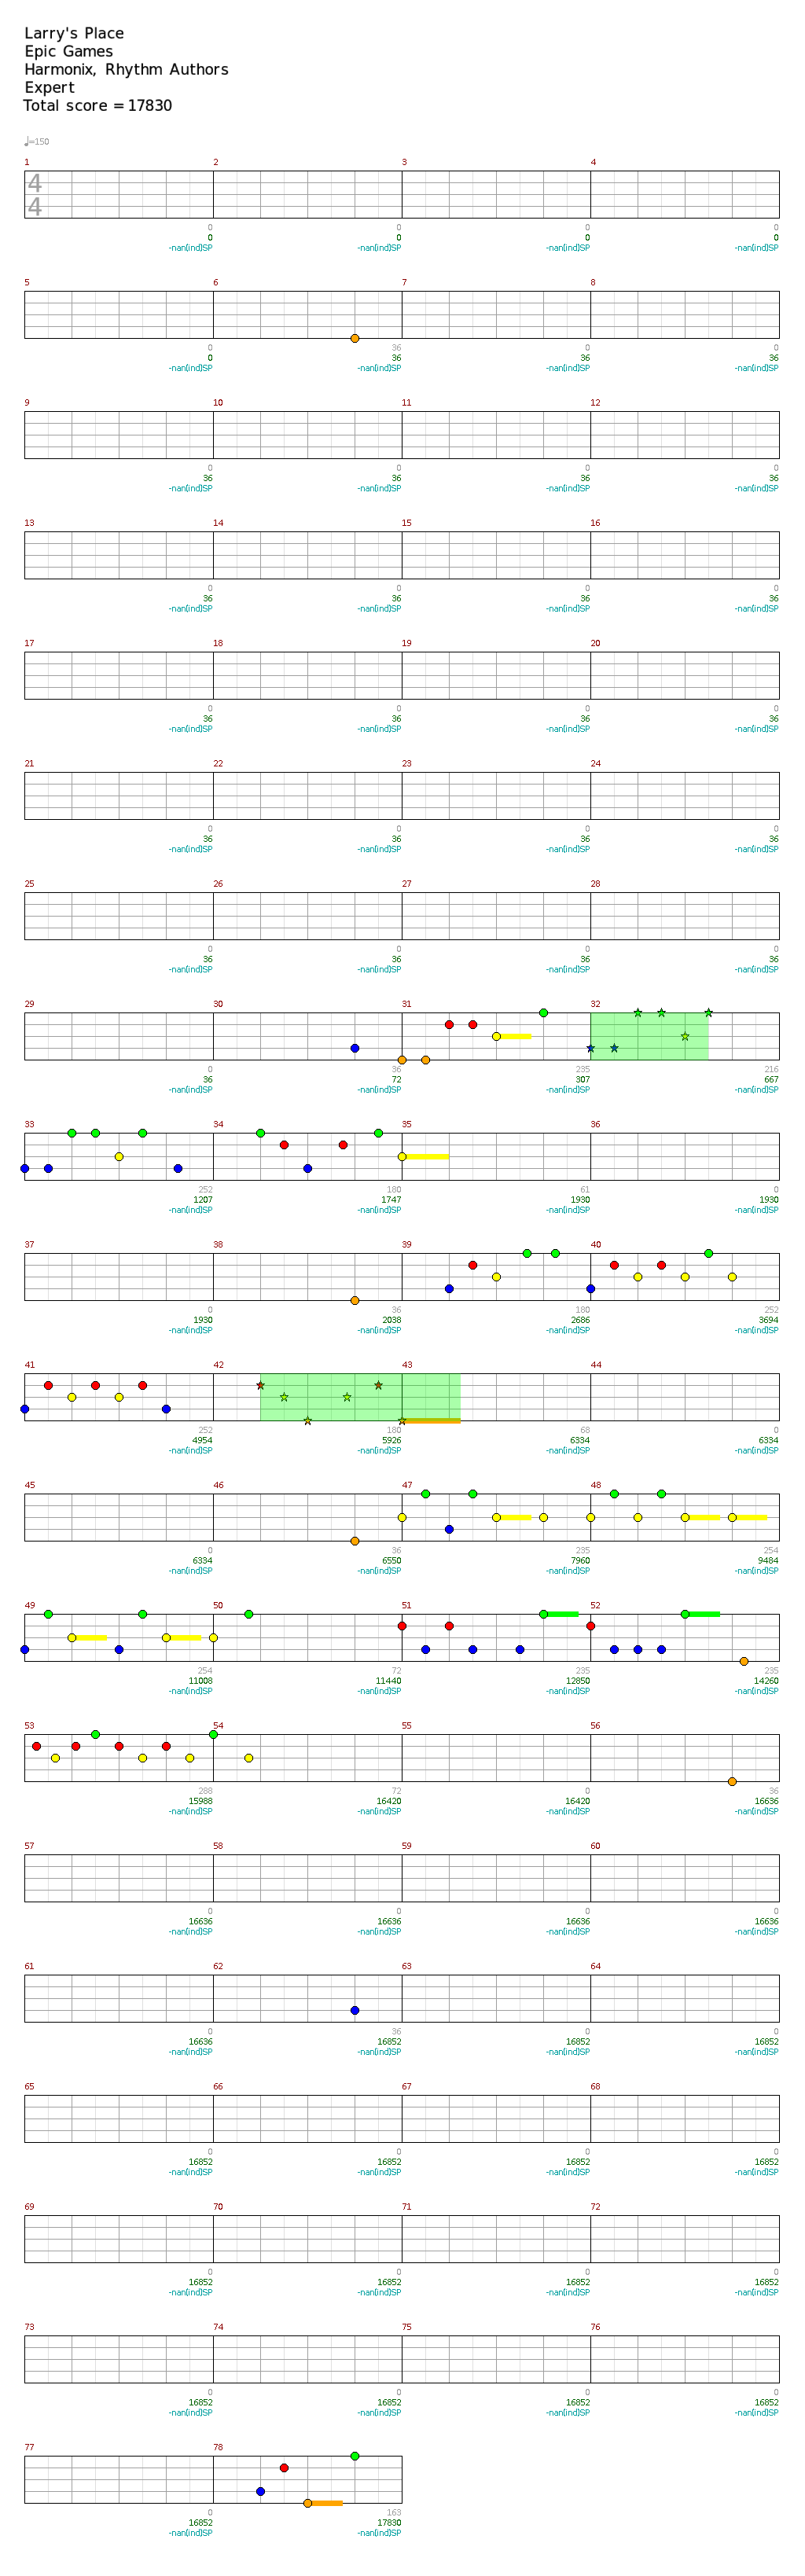 Larry's Place
Epic Games
Harmonix, Rhythm Authors
Expert
Total score = 17830
♩=150
1 2 3 4
4
4
0 0 0 0
0 0 0 0
-nan(ind)SP -nan(ind)SP -nan(ind)SP -nan(ind)SP
5 6 7 8
0 36 0 0
0 36 36 36
-nan(ind)SP -nan(ind)SP -nan(ind)SP -nan(ind)SP
9 10 11 12
0 0 0 0
36 36 36 36
-nan(ind)SP -nan(ind)SP -nan(ind)SP -nan(ind)SP
13 14 15 16
0 0 0 0
36 36 36 36
-nan(ind)SP -nan(ind)SP -nan(ind)SP -nan(ind)SP
17 18 19 20
0 0 0 0
36 36 36 36
-nan(ind)SP -nan(ind)SP -nan(ind)SP -nan(ind)SP
21 22 23 24
0 0 0 0
36 36 36 36
-nan(ind)SP -nan(ind)SP -nan(ind)SP -nan(ind)SP
25 26 27 28
0 0 0 0
36 36 36 36
-nan(ind)SP -nan(ind)SP -nan(ind)SP -nan(ind)SP
29 30 31 32
0 36 235 216
36 72 307 667
-nan(ind)SP -nan(ind)SP -nan(ind)SP -nan(ind)SP
33 34 35 36
252 180 61 0
1207 1747 1930 1930
-nan(ind)SP -nan(ind)SP -nan(ind)SP -nan(ind)SP
37 38 39 40
0 36 180 252
1930 2038 2686 3694
-nan(ind)SP -nan(ind)SP -nan(ind)SP -nan(ind)SP
41 42 43 44
252 180 68 0
4954 5926 6334 6334
-nan(ind)SP -nan(ind)SP -nan(ind)SP -nan(ind)SP
45 46 47 48
0 36 235 254
6334 6550 7960 9484
-nan(ind)SP -nan(ind)SP -nan(ind)SP -nan(ind)SP
49 50 51 52
254 72 235 235
11008 11440 12850 14260
-nan(ind)SP -nan(ind)SP -nan(ind)SP -nan(ind)SP
53 54 55 56
288 72 0 36
15988 16420 16420 16636
-nan(ind)SP -nan(ind)SP -nan(ind)SP -nan(ind)SP
57 58 59 60
0 0 0 0
16636 16636 16636 16636
-nan(ind)SP -nan(ind)SP -nan(ind)SP -nan(ind)SP
61 62 63 64
0 36 0 0
16636 16852 16852 16852
-nan(ind)SP -nan(ind)SP -nan(ind)SP -nan(ind)SP
65 66 67 68
0 0 0 0
16852 16852 16852 16852
-nan(ind)SP -nan(ind)SP -nan(ind)SP -nan(ind)SP
69 70 71 72
0 0 0 0
16852 16852 16852 16852
-nan(ind)SP -nan(ind)SP -nan(ind)SP -nan(ind)SP
73 74 75 76
0 0 0 0
16852 16852 16852 16852
-nan(ind)SP -nan(ind)SP -nan(ind)SP -nan(ind)SP
77 78
0 163
16852 17830
-nan(ind)SP -nan(ind)SP